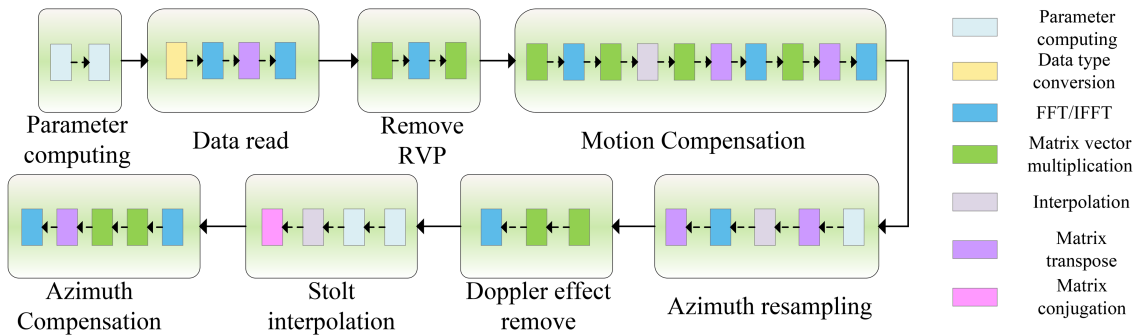 Parameter
computing
Data read
Remove
RVP
Motion Compensation
Azimuth
Compensation
Stolt
interpolation
Doppler effect
remove
Azimuth resampling
Parameter
computing
Data type
conversion
FFT/IFFT
Matrix vector
multiplication
Interpolation
Matrix
transpose
Matrix
conjugation